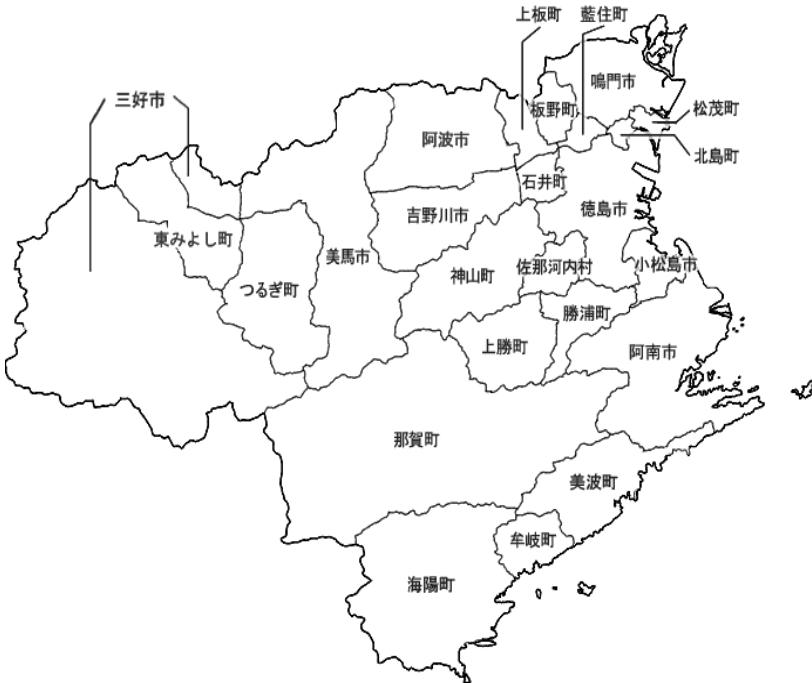 上板町
藍住町
鳴門市
三好市
板野町
松茂町
阿波市
北島町
石井町
吉野川市
徳島市
東みよし町
美馬市
佐那河内村
小松島市
神山町
つるぎ町
勝浦町
上勝町
阿南市
那賀町
美波町
牟岐町
海陽町